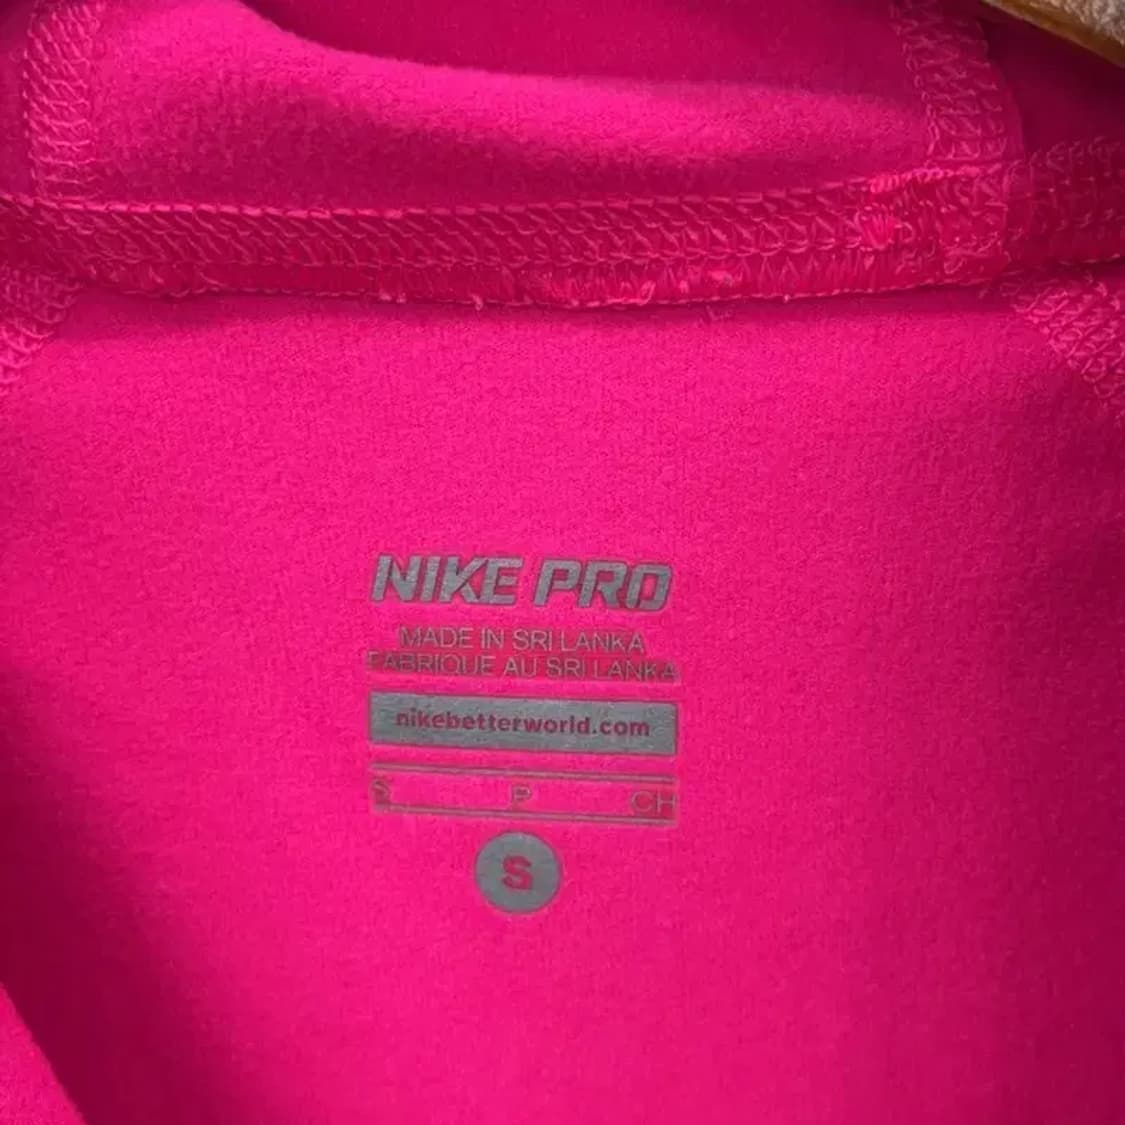 NIKE PRO
MADE IN SRI LANKA
FABRIQUE AU SRI LANKA
nikebetterworld.com
S P CH
S